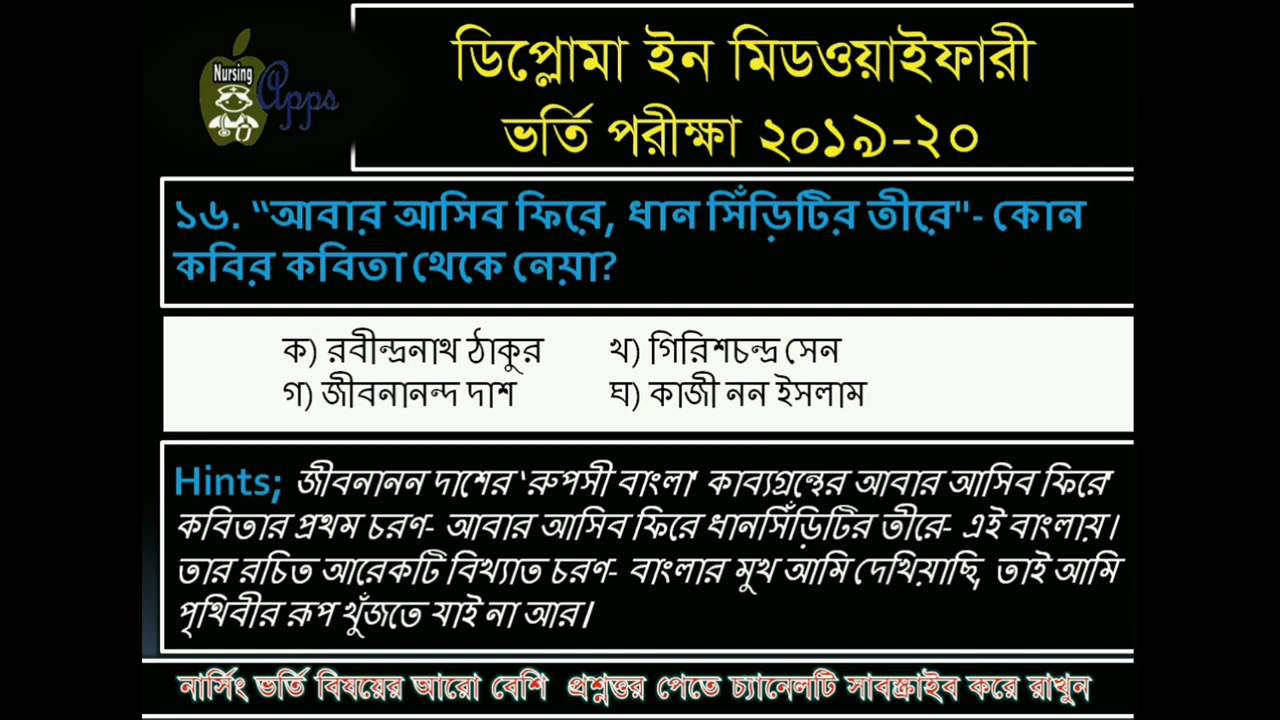 Nursing
Apps
ডিপ্লোমা ইন মিডওয়াইফারী
ভর্তি পরীক্ষা ২০১৯-২০
১৬. “আবার আসিব ফিরে, ধান সিঁড়িটির তীরে"- কোন
কবির কবিতা থেকে নেয়া?
ক) রবীন্দ্রনাথ ঠাকুর খ) গিরিশচন্দ্র সেন
গ) জীবনানন্দ দাশ ঘ) কাজী নন ইসলাম
Hints; জীবনানন দাশের ‘রুপসী বাংলা' কাব্যগ্রন্থের আবার আসিব ফিরে'
কবিতার প্রথম চরণ- আবার আসিব ফিরে ধানসিঁড়িটির তীরে- এই বাংলায়।
তার রচিত আরেকটি বিখ্যাত চরণ- বাংলার মুখ আমি দেখিয়াছি, তাই আমি
পৃথিবীর রূপ খুঁজতে যাই না আর।
নার্সিং ভর্তি বিষয়ের আরো বেশি প্রশ্নত্তর পেতে চ্যানেলটি সাবস্ক্রাইব করে রাখুন